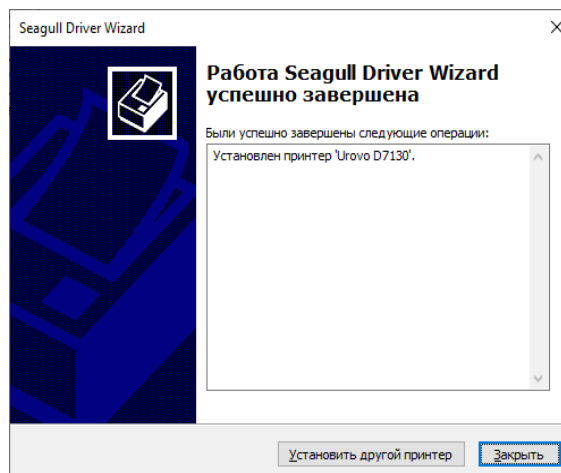 Seagull Driver Wizard
Работа Seagull Driver Wizard
успешно завершена
Были успешно завершены следующие операции:
Установлен принтер 'Urovo D7130'.
Установить другой принтер
Закрыть